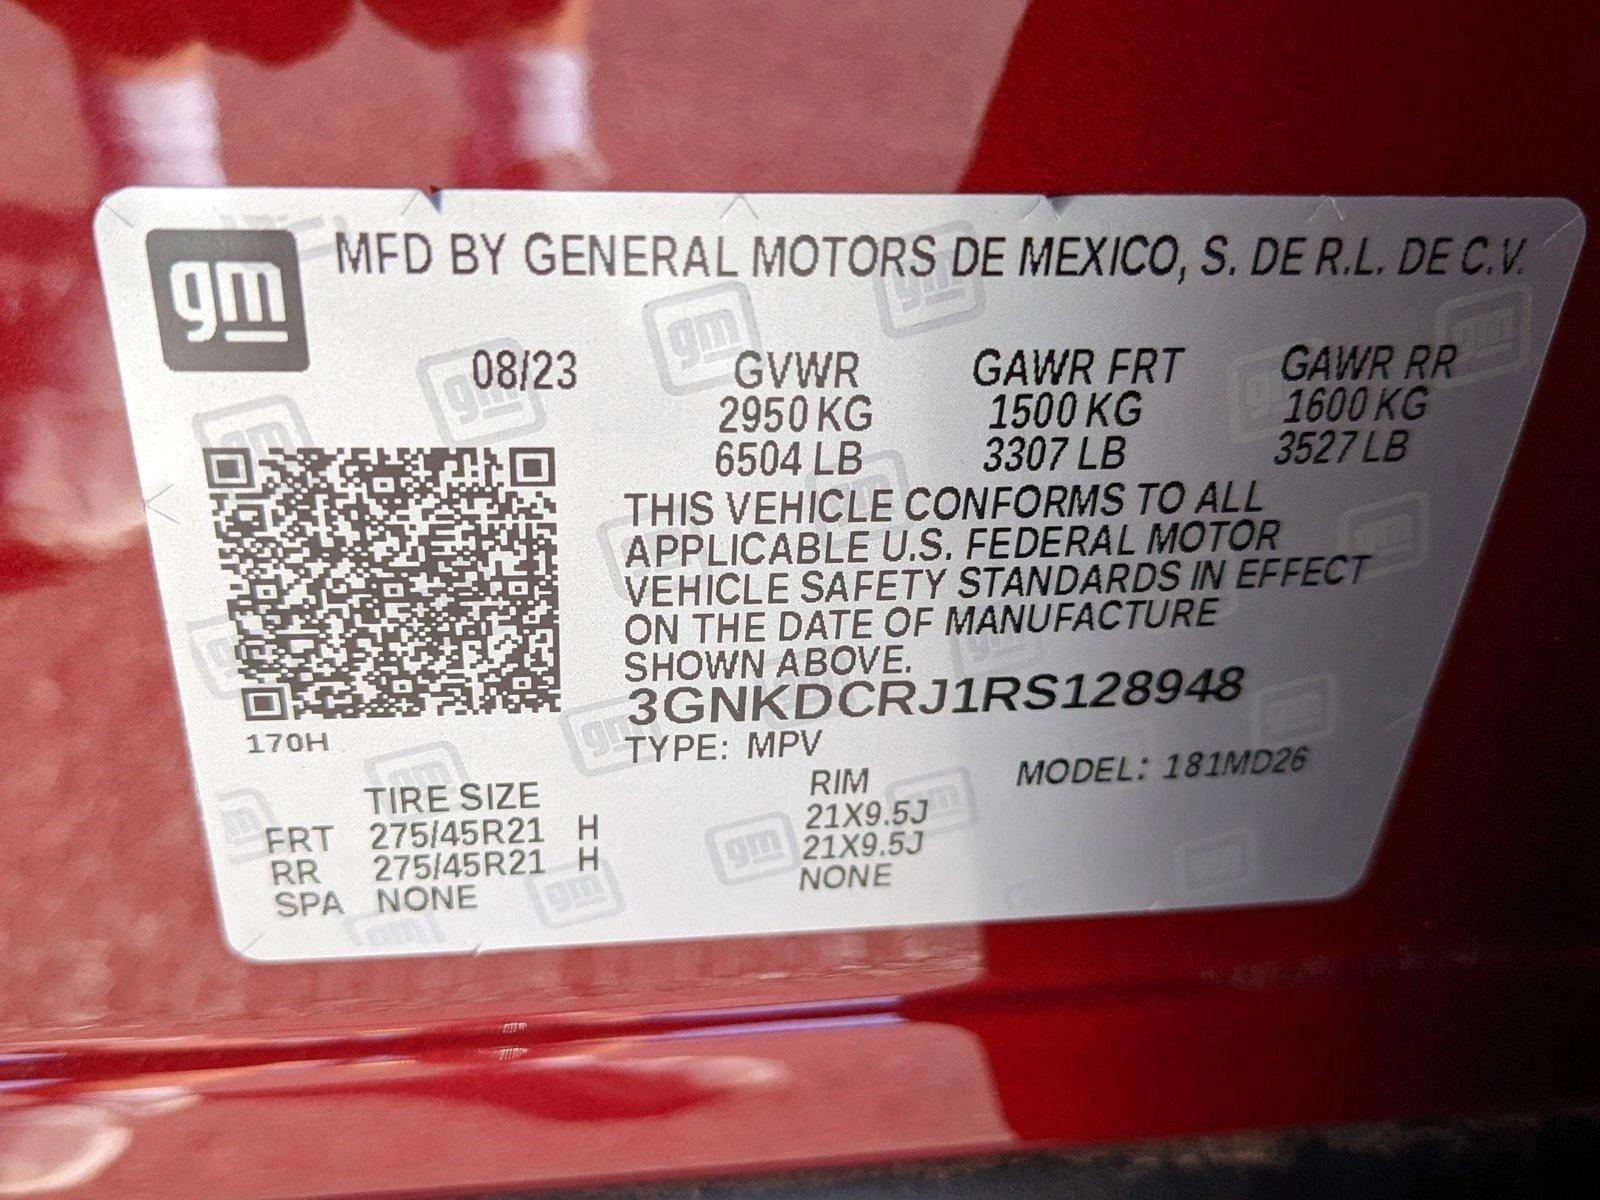 gm MFD BY GENERAL MOTORS DE MEXICO, S. DE R.L. DE C.V.
08/23 GVWR GAWR FRT GAWR RR
2950 KG 1500 KG 1600 KG
6504 LB 3307 LB 3527 LB
THIS VEHICLE CONFORMS TO ALL
APPLICABLE U.S. FEDERAL MOTOR
VEHICLE SAFETY STANDARDS IN EFFECT
ON THE DATE OF MANUFACTURE
SHOWN ABOVE.
3GNKDCRJ1RS128948
170H TYPE: MPV MODEL: 181MD26
TIRE SIZE RIM
FRT 275/45R21 H 21X9.5J
RR 275/45R21 H 21X9.5J
SPA NONE NONE